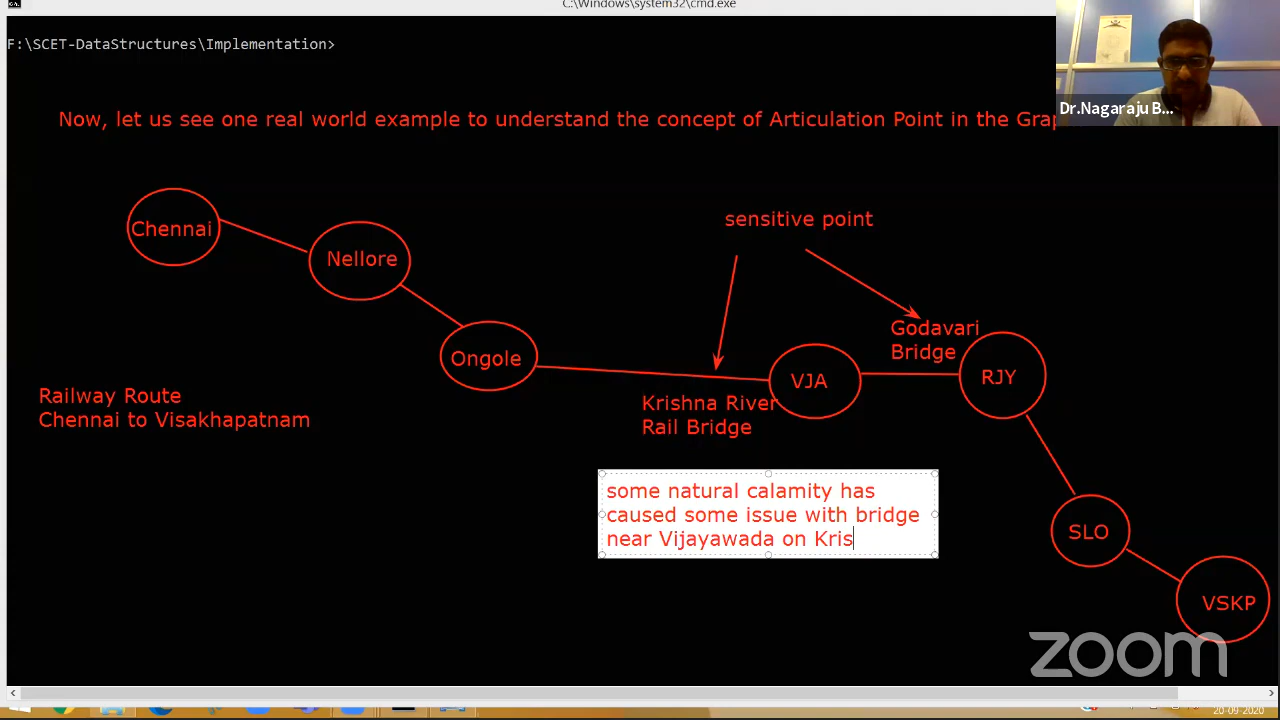 C:\Windows\system32\cmd.exe
F:\SCET-DataStructures\Implementation>
Dr.Nagaraju B...
Now, let us see one real world example to understand the concept of Articulation Point in the Grap
Chennai
sensitive point
Nellore
Godavari
Bridge
Ongole
VJA
RJY
Railway Route
Chennai to Visakhapatnam
Krishna River
Rail Bridge
some natural calamity has
caused some issue with bridge
near Vijayawada on Kris
SLO
VSKP
zoom
20-09-2020